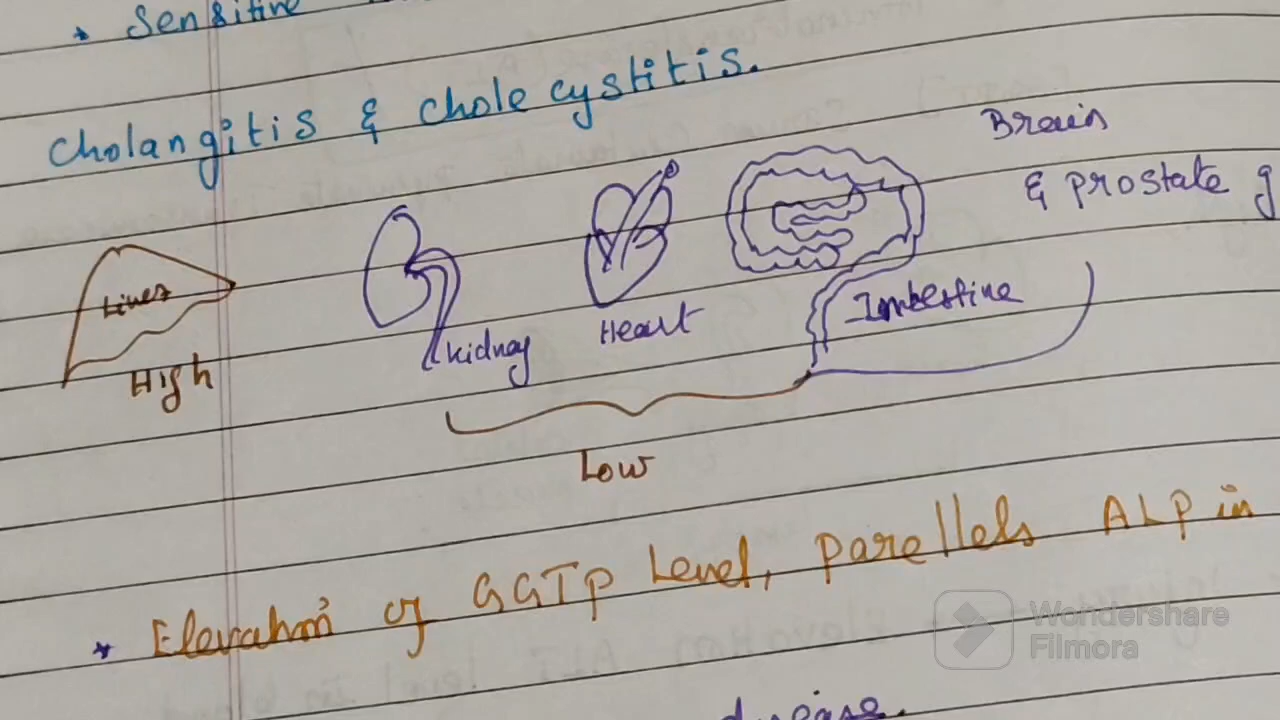 * Sensitive
Cholangitis & Cholecystitis.
Brain
& prostate g
Liver
High
Kidney
Heart
Intestine
Low
* Elevation of GGTP Level, parellels ALP in
disease.
Wondershare
Filmora